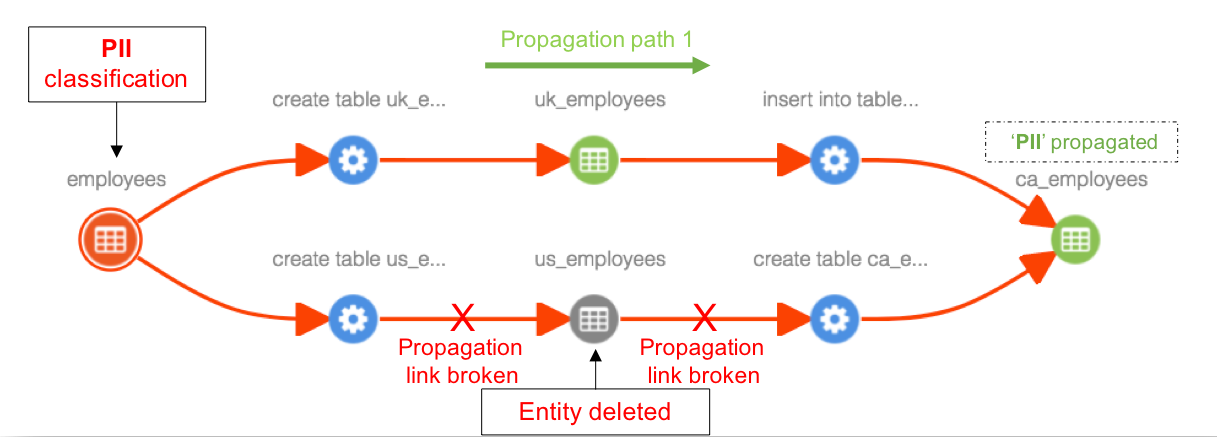 PII
classification
Propagation path 1
create table uk_e...
uk_employees
insert into table...
'PII' propagated
employees
ca_employees
create table us_e...
us_employees
create table ca_e...
X
X
Propagation
link broken
Propagation
link broken
Entity deleted